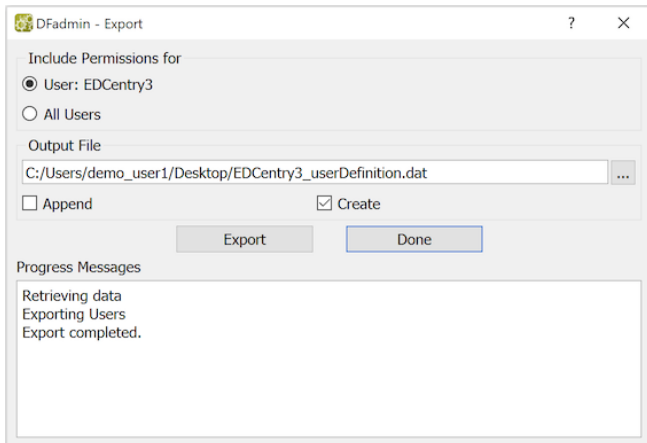 DFadmin - Export ?
Include Permissions for
User: EDCentry3
All Users
Output File
C:/Users/demo_user1/Desktop/EDCentry3_userDefinition.dat ...
Append Create
Export Done
Progress Messages
Retrieving data
Exporting Users
Export completed.